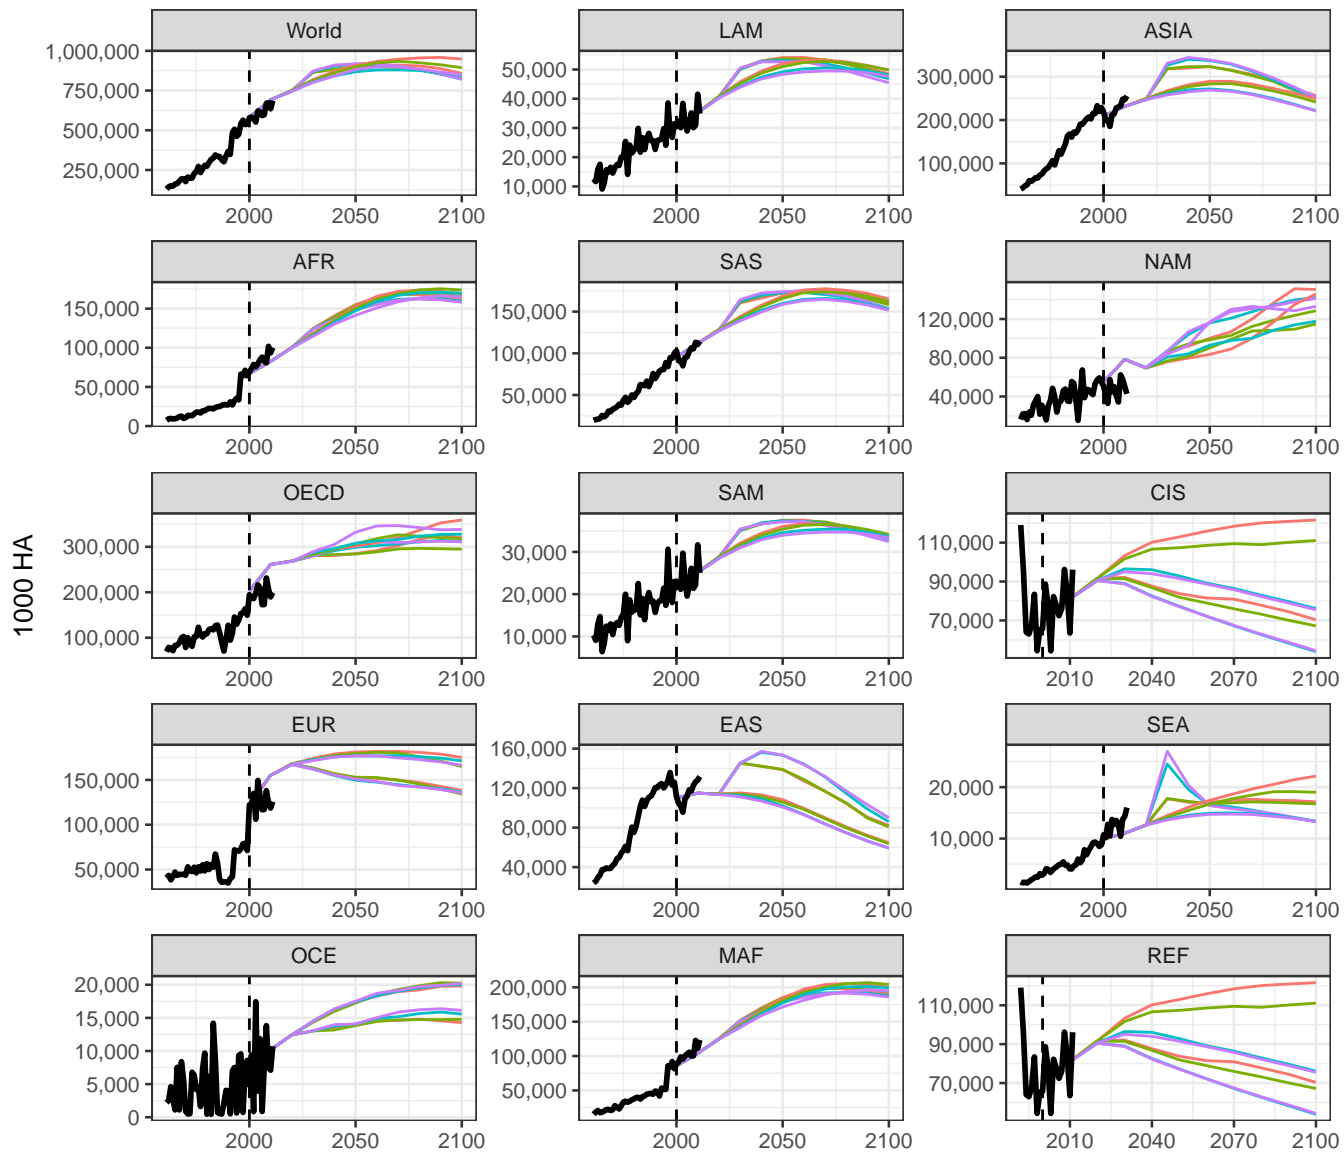 World LAM ASIA
1,000,000
750,000
500,000
250,000
2000 2050 2100
50,000
40,000
30,000
20,000
10,000
2000 2050 2100
300,000
200,000
100,000
2000 2050 2100
AFR SAS NAM
150,000
100,000
50,000
0
2000 2050 2100
150,000
100,000
50,000
2000 2050 2100
120,000
80,000
40,000
2000 2050 2100
1000 HA
OECD SAM CIS
300,000
200,000
100,000
2000 2050 2100
30,000
20,000
10,000
2000 2050 2100
110,000
90,000
70,000
2010 2040 2070 2100
EUR EAS SEA
150,000
100,000
50,000
2000 2050 2100
160,000
120,000
80,000
40,000
2000 2050 2100
20,000
10,000
2000 2050 2100
OCE MAF REF
20,000
15,000
10,000
5,000
0
2000 2050 2100
200,000
150,000
100,000
50,000
2000 2050 2100
110,000
90,000
70,000
2010 2040 2070 2100